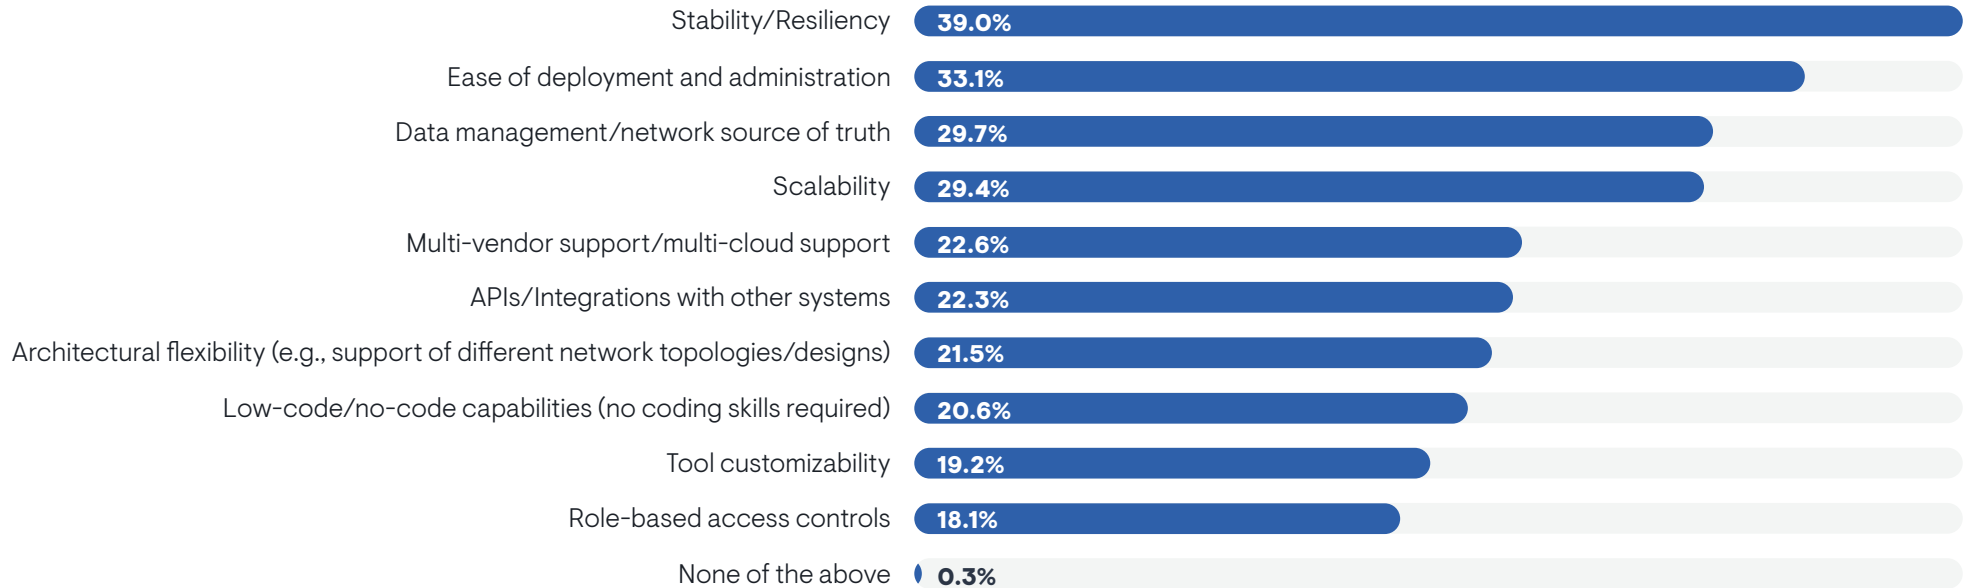 Stability/Resiliency 39.0%
Ease of deployment and administration 33.1%
Data management/network source of truth 29.7%
Scalability 29.4%
Multi-vendor support/multi-cloud support 22.6%
APIs/Integrations with other systems 22.3%
Architectural flexibility (e.g., support of different network topologies/designs) 21.5%
Low-code/no-code capabilities (no coding skills required) 20.6%
Tool customizability 19.2%
Role-based access controls 18.1%
None of the above 0.3%